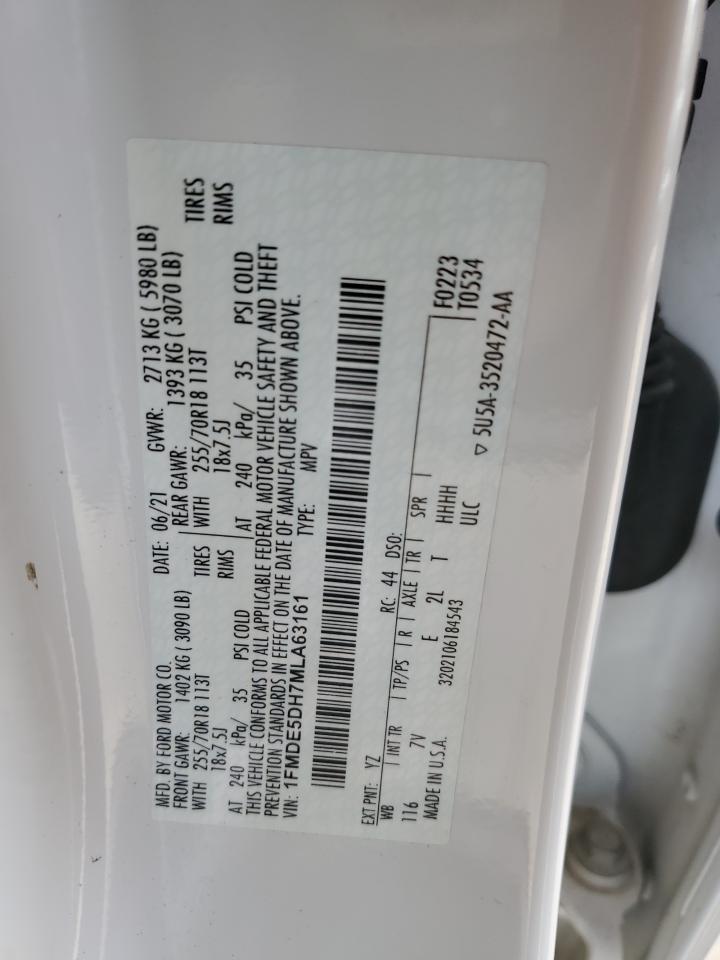 MFD. BY FORD MOTOR CO. DATE: 06/21 GVWR: 2713 KG ( 5980 LB)
FRONT GAWR: 1402 KG ( 3090 LB) REAR GAWR: 1393 KG ( 3070 LB)
WITH 255/70R18 113T TIRES WITH 255/70R18 113T TIRES
18x7.5J RIMS 18x7.5J RIMS
AT 240 kPa/ 35 PSI COLD AT 240 kPa/ 35 PSI COLD
THIS VEHICLE CONFORMS TO ALL APPLICABLE FEDERAL MOTOR VEHICLE SAFETY AND THEFT
PREVENTION STANDARDS IN EFFECT ON THE DATE OF MANUFACTURE SHOWN ABOVE.
VIN: 1FMDE5DH7MLA63161 TYPE: MPV
EXT PNT: YZ RC: 44 DSO:
WB INT TR TP/PS R AXLE TR SPR F0223
116 7V E 2L T HHHH T0534
MADE IN U.S.A. 3202106184543 ULC
5U5A-3520472-AA